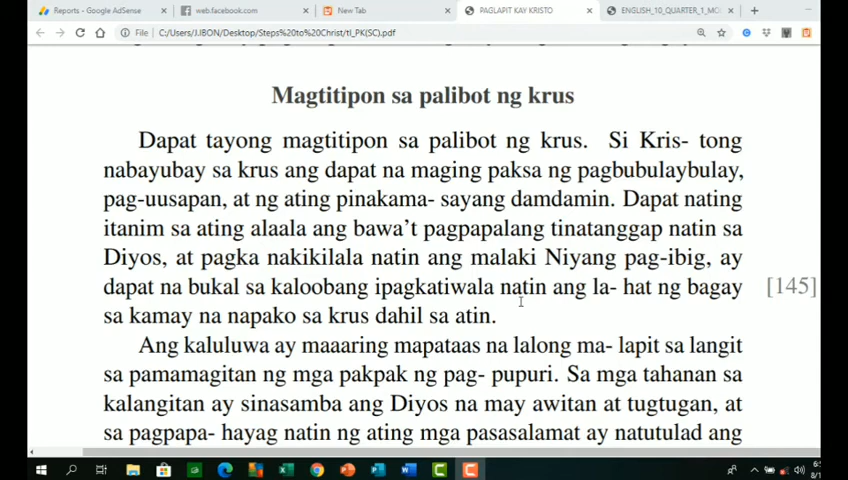 Reports - Google AdSense
web.facebook.com
New Tab
PAGLAPIT KAY KRISTO
ENGLISH_10_QUARTER_1_MO
File
C:/Users/JJBON/Desktop/Steps%20to%20Christ/tl_PK(SC).pdf
Magtitipon sa palibot ng krus
Dapat tayong magtitipon sa palibot ng krus. Si Kris- tong
nabayubay sa krus ang dapat na maging paksa ng pagbubulaybulay,
pag-uusapan, at ng ating pinakama- sayang damdamin. Dapat nating
itanim sa ating alaala ang bawa't pagpapalang tinatanggap natin sa
Diyos, at pagka nakikilala natin ang malaki Niyang pag-ibig, ay
dapat na bukal sa kaloobang ipagkatiwala natin ang la- hat ng bagay
[145]
sa kamay na napako sa krus dahil sa atin.
Ang kaluluwa ay maaaring mapataas na lalong ma- lapit sa langit
sa pamamagitan ng mga pakpak ng pag- pupuri. Sa mga tahanan sa
kalangitan ay sinasamba ang Diyos na may awitan at tugtugan, at
sa pagpapa- hayag natin ng ating mga pasasalamat ay natutulad ang